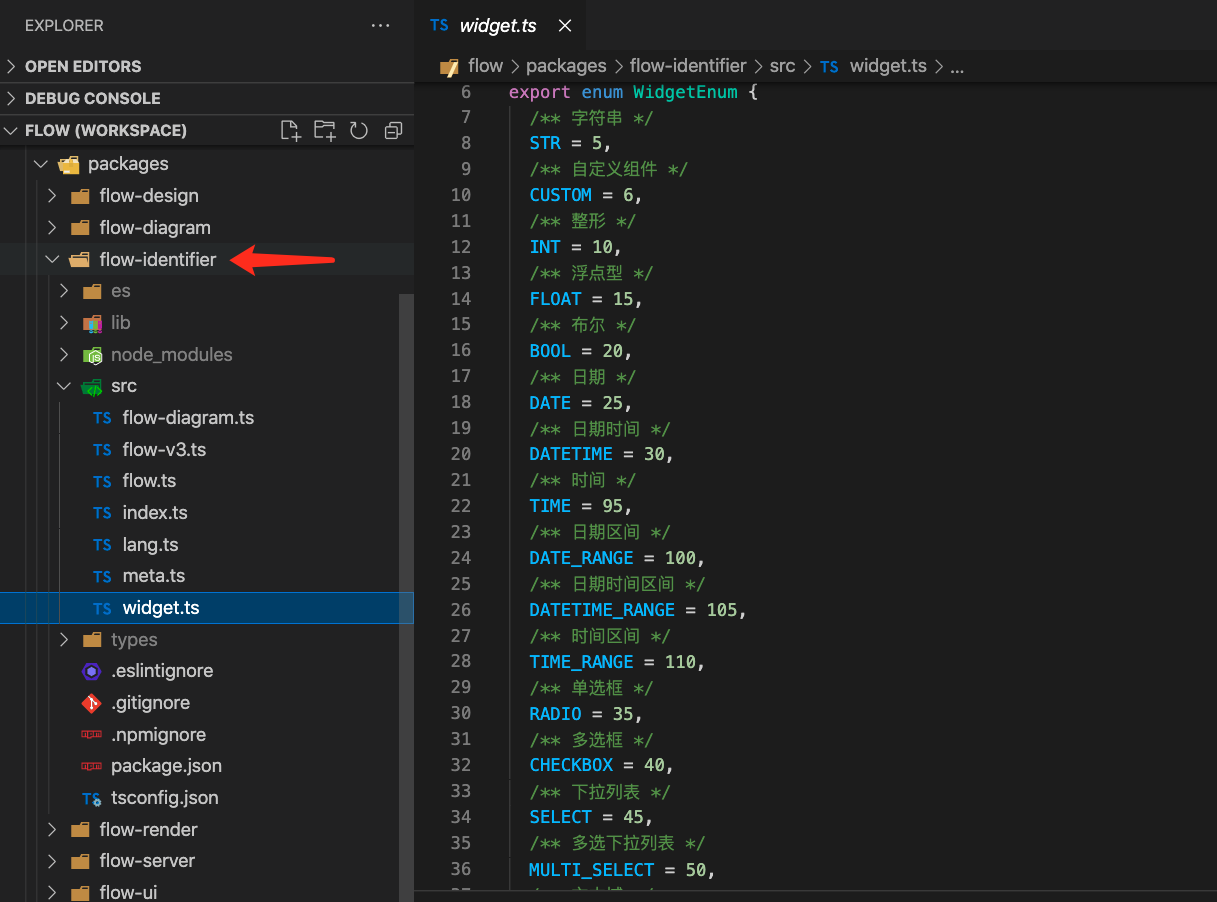 EXPLORER
···
OPEN EDITORS
DEBUG CONSOLE
FLOW (WORKSPACE)
packages
flow-design
flow-diagram
flow-identifier
es
lib
node_modules
src
TS flow-diagram.ts
TS flow-v3.ts
TS flow.ts
TS index.ts
TS lang.ts
TS meta.ts
TS widget.ts
types
.eslintignore
.gitignore
.npmignore
package.json
TS tsconfig.json
flow-render
flow-server
flow-ui
TS widget.ts
flow > packages > flow-identifier > src > TS widget.ts > ...
6 export enum WidgetEnum {
7 /** 字符串 */
8 STR = 5,
9 /** 自定义组件 */
10 CUSTOM = 6,
11 /** 整形 */
12 INT = 10,
13 /** 浮点型 */
14 FLOAT = 15,
15 /** 布尔 */
16 BOOL = 20,
17 /** 日期 */
18 DATE = 25,
19 /** 日期时间 */
20 DATETIME = 30,
21 /** 时间 */
22 TIME = 95,
23 /** 日期区间 */
24 DATE_RANGE = 100,
25 /** 日期时间区间 */
26 DATETIME_RANGE = 105,
27 /** 时间区间 */
28 TIME_RANGE = 110,
29 /** 单选框 */
30 RADIO = 35,
31 /** 多选框 */
32 CHECKBOX = 40,
33 /** 下拉列表 */
34 SELECT = 45,
35 /** 多选下拉列表 */
36 MULTI_SELECT = 50,